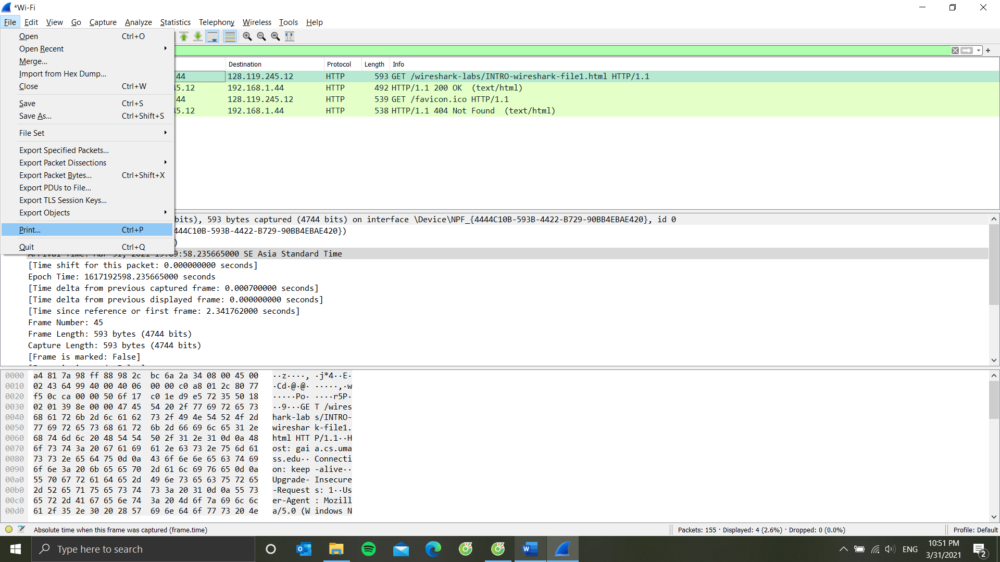 *Wi-Fi
File Edit View Go Capture Analyze Statistics Telephony Wireless Tools Help
Open Ctrl+O
Open Recent
Merge...
Import from Hex Dump...
Close Ctrl+W
Save Ctrl+S
Save As... Ctrl+Shift+S
File Set
Export Specified Packets...
Export Packet Dissections
Export Packet Bytes... Ctrl+Shift+X
Export PDUs to File...
Export TLS Session Keys...
Export Objects
Print... Ctrl+P
Quit Ctrl+Q
Destination Protocol Length Info
44 128.119.245.12 HTTP 593 GET /wireshark-labs/INTRO-wireshark-file1.html HTTP/1.1
45.12 192.168.1.44 HTTP 492 HTTP/1.1 200 OK (text/html)
44 128.119.245.12 HTTP 539 GET /favicon.ico HTTP/1.1
45.12 192.168.1.44 HTTP 538 HTTP/1.1 404 Not Found (text/html)
bits), 593 bytes captured (4744 bits) on interface \Device\NPF_{4444C10B-593B-4422-B729-90BB4EBAE420}, id 0
444C10B-593B-4422-B729-90BB4EBAE420})
)
Arrival Time: Mar 31, 2021 19:09:58.235665000 SE Asia Standard Time
[Time shift for this packet: 0.000000000 seconds]
Epoch Time: 1617192598.235665000 seconds
[Time delta from previous captured frame: 0.000700000 seconds]
[Time delta from previous displayed frame: 0.000000000 seconds]
[Time since reference or first frame: 2.341762000 seconds]
Frame Number: 45
Frame Length: 593 bytes (4744 bits)
Capture Length: 593 bytes (4744 bits)
[Frame is marked: False]
0000 a4 81 7a 98 ff 88 98 2c bc 6a 2a 34 08 00 45 00 ··z····, ·j*4··E·
0010 02 43 64 99 40 00 40 06 00 00 c0 a8 01 2c 80 77 ·Cd·@·@· ·····,·w
0020 f5 0c ca 00 00 50 6f 17 c0 1e d9 e5 72 35 50 18 ·····Po· ····r5P·
0030 02 01 39 8e 00 00 47 45 54 20 2f 77 69 72 65 73 ··9···GE T /wires
0040 68 61 72 6b 2d 6c 61 62 73 2f 49 4e 54 52 4f 2d hark-lab s/INTRO-
0050 77 69 72 65 73 68 61 72 6b 2d 66 69 6c 65 31 2e wireshar k-file1.
0060 68 74 6d 6c 20 48 54 54 50 2f 31 2e 31 0d 0a 48 html HTT P/1.1··H
0070 6f 73 74 3a 20 67 61 69 61 2e 63 73 2e 75 6d 61 ost: gai a.cs.uma
0080 73 73 2e 65 64 75 0d 0a 43 6f 6e 6e 65 63 74 69 ss.edu·· Connecti
0090 6f 6e 3a 20 6b 65 65 70 2d 61 6c 69 76 65 0d 0a on: keep -alive··
00a0 55 70 67 72 61 64 65 2d 49 6e 73 65 63 75 72 65 Upgrade- Insecure
00b0 2d 52 65 71 75 65 73 74 73 3a 20 31 0d 0a 55 73 -Request s: 1··Us
00c0 65 72 2d 41 67 65 6e 74 3a 20 4d 6f 7a 69 6c 6c er-Agent : Mozill
00d0 61 2f 35 2e 30 20 28 57 69 6e 64 6f 77 73 20 4e a/5.0 (W indows N
Absolute time when this frame was captured (frame.time) Packets: 155 · Displayed: 4 (2.6%) · Dropped: 0 (0.0%) Profile: Default
Type here to search
ENG
10:51 PM
3/31/2021
2